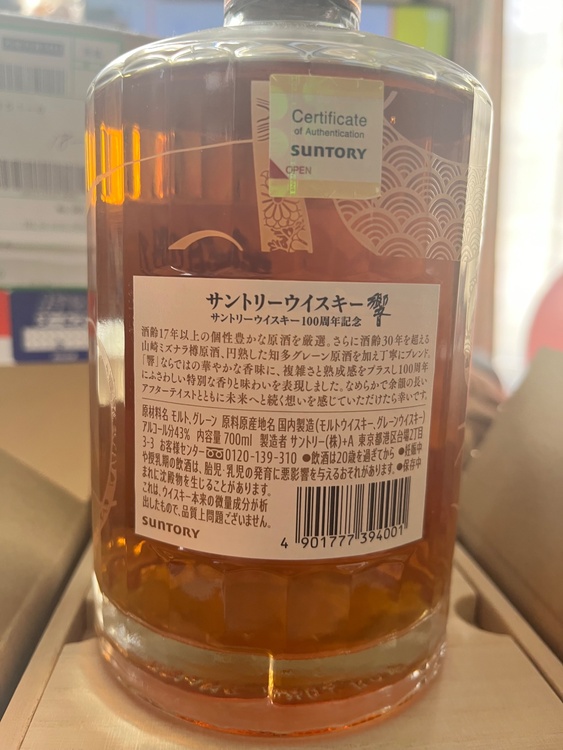 Certificate
of Authentication
SUNTORY
OPEN
サントリーウイスキー 響
サントリーウイスキー100周年記念
酒齢17年以上の個性豊かな原酒を厳選。さらに酒齢30年を超える
山崎ミズナラ樽原酒、円熟した知多グレーン原酒を加え丁寧にブレンド。
「響」ならではの華やかな香味に、複雑さと熟成感をプラスし100周年
にふさわしい特別な香りと味わいを表現しました。なめらかで余韻の長い
アフターテイストとともに未来へと続く想いを感じていただけたら幸いです。
原材料名 モルト、グレーン 原料原産地名 国内製造(モルトウイスキー、グレーンウイスキー)
アルコール分43% 内容量700ml 製造者 サントリー(株)+A 東京都港区台場2丁目
3-3 お客様センター 0120-139-310 ●飲酒は20歳を過ぎてから ●妊娠中
や授乳期の飲酒は、胎児・乳児の発育に悪影響を与えるおそれがあります。●保存中
まれに沈殿物を生じることがあります。
これは、ウイスキー本来の微量成分が析
出したもので、品質上問題ございません。
SUNTORY
4 901777 394001